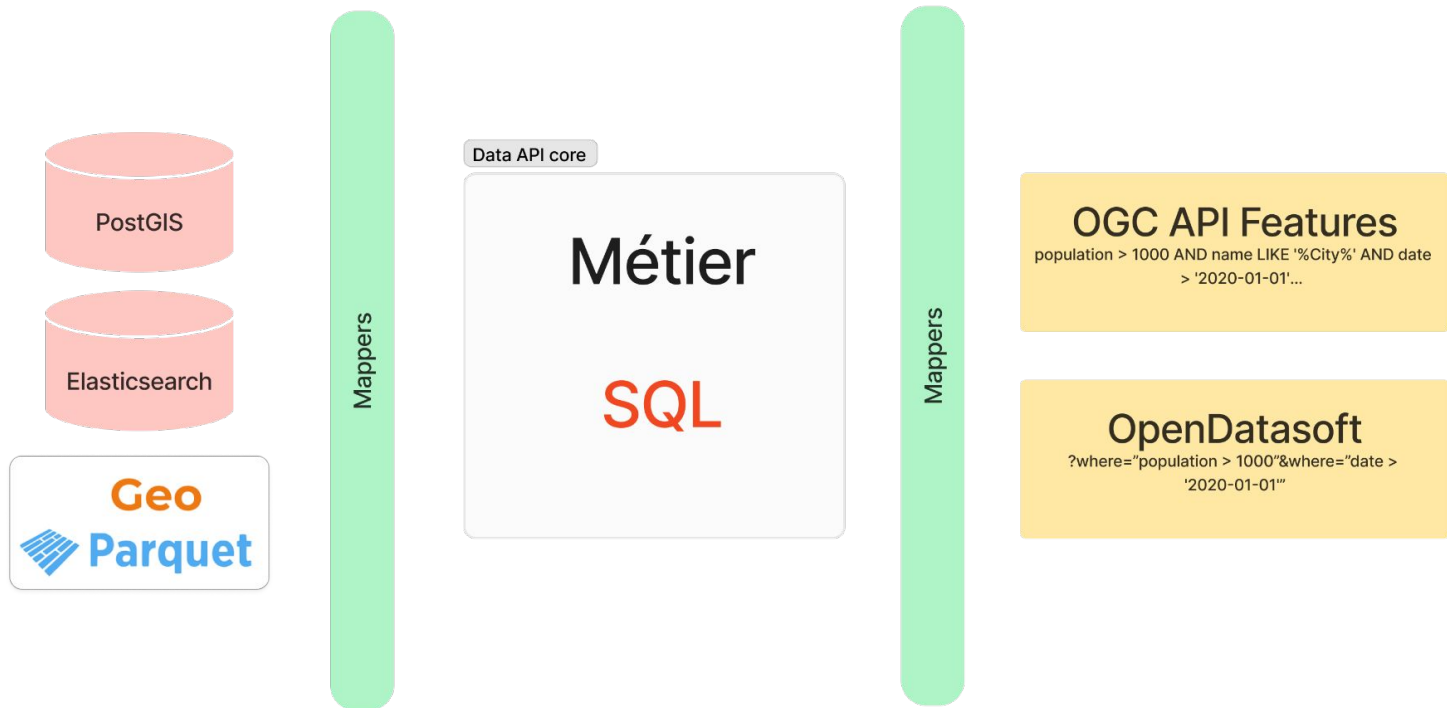 PostGIS
Elasticsearch
Geo
Parquet
Mappers
Data API core
Métier
SQL
Mappers
OGC API Features
population > 1000 AND name LIKE '%City%' AND date
> '2020-01-01'...
OpenDatasoft
?where=”population > 1000”&where=”date >
'2020-01-01'”